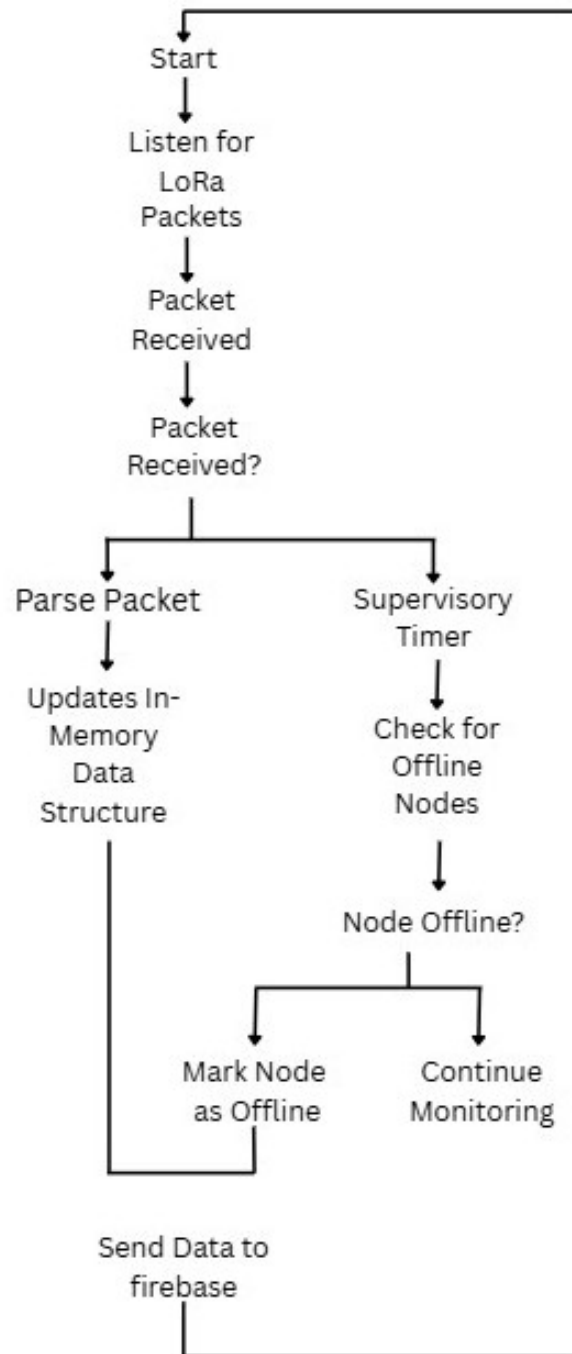 Start
Listen for
LoRa
Packets
Packet
Received
Packet
Received?
Parse Packet
Updates In-
Memory
Data
Structure
Supervisory
Timer
Check for
Offline
Nodes
Node Offline?
Mark Node
as Offline
Continue
Monitoring
Send Data to
firebase